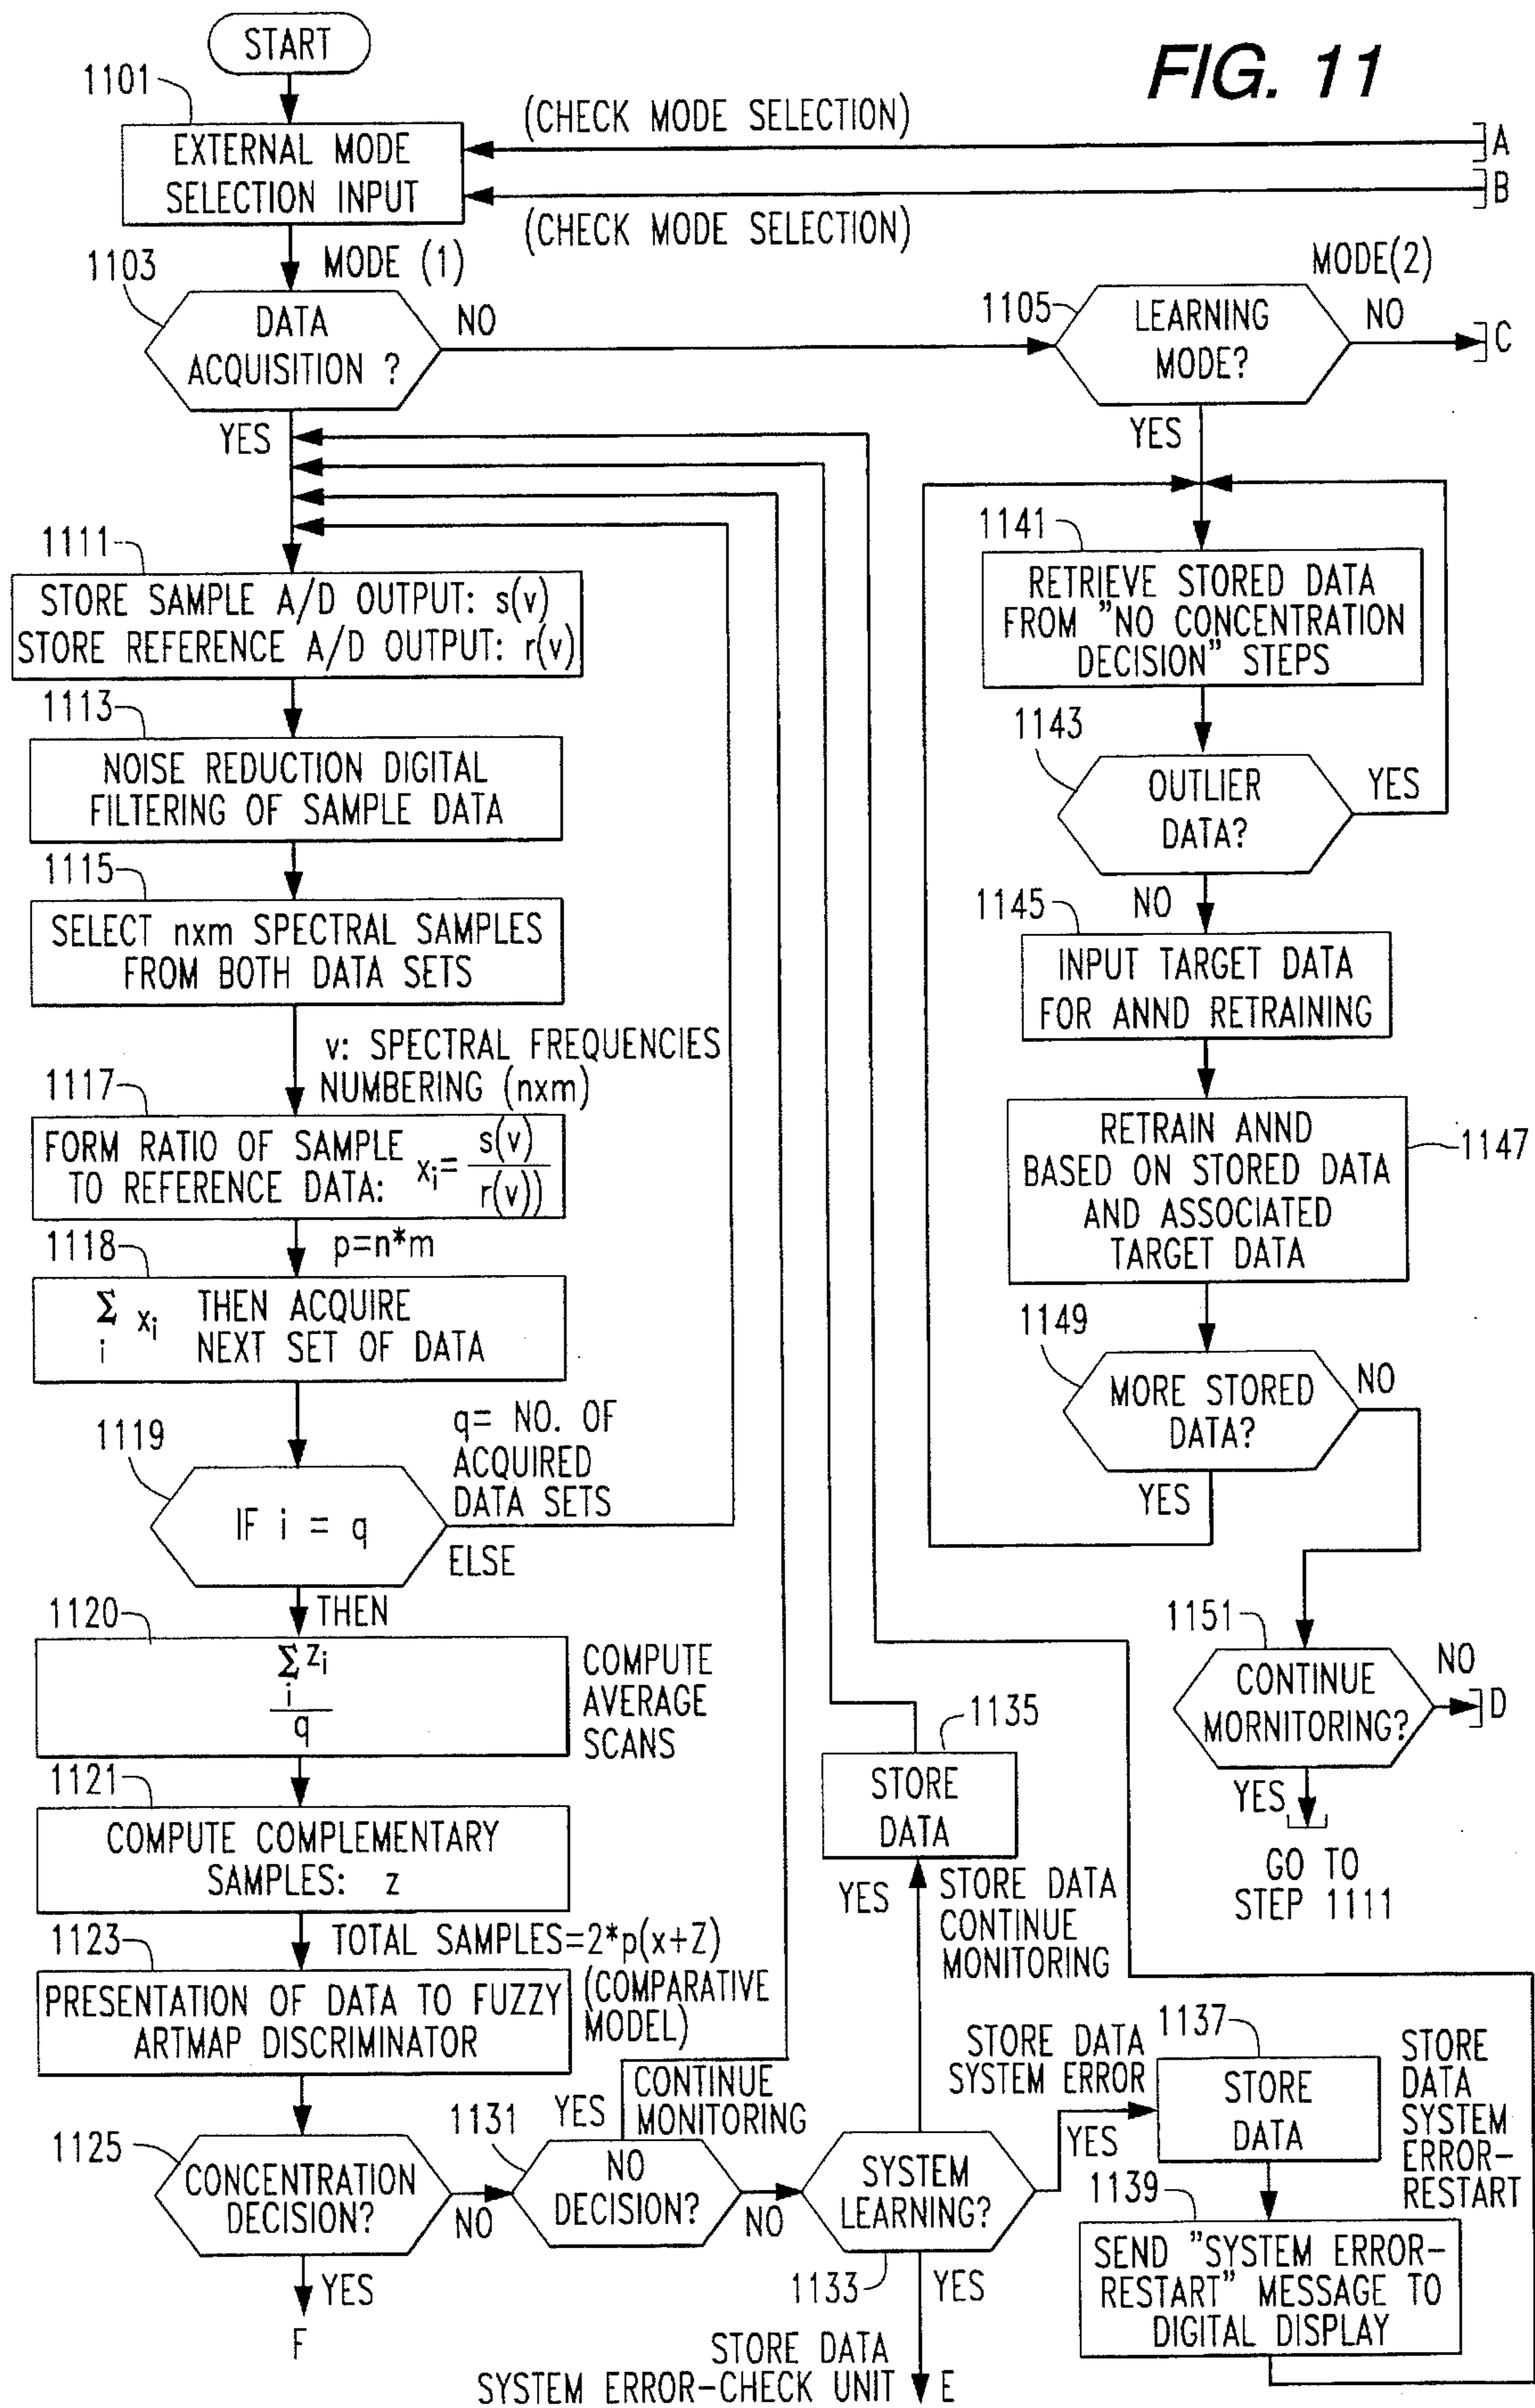 START
FIG. 11
1101
EXTERNAL MODE
SELECTION INPUT
(CHECK MODE SELECTION)
A
B
(CHECK MODE SELECTION)
MODE (1)
1103
DATA
ACQUISITION ?
NO
YES
1105
LEARNING
MODE?
MODE(2)
NO
C
YES
1111
STORE SAMPLE A/D OUTPUT: s(v)
STORE REFERENCE A/D OUTPUT: r(v)
1113
NOISE REDUCTION DIGITAL
FILTERING OF SAMPLE DATA
1115
SELECT nxm SPECTRAL SAMPLES
FROM BOTH DATA SETS
v: SPECTRAL FREQUENCIES
NUMBERING (nxm)
1117
FORM RATIO OF SAMPLE
TO REFERENCE DATA: xi= s(v)
r(v))
p=n*m
1118
Σ xi THEN ACQUIRE
i NEXT SET OF DATA
1119
IF i = q
q= NO. OF
ACQUIRED
DATA SETS
ELSE
THEN
1120
Σ zi
i
q
COMPUTE
AVERAGE
SCANS
1121
COMPUTE COMPLEMENTARY
SAMPLES: z
TOTAL SAMPLES=2*p(x+Z)
1123
PRESENTATION OF DATA TO FUZZY
ARTMAP DISCRIMINATOR
(COMPARATIVE
MODEL)
1125
CONCENTRATION
DECISION?
NO
YES
F
1131
NO
DECISION?
YES
CONTINUE
MONITORING
NO
1133
SYSTEM
LEARNING?
YES
STORE DATA
CONTINUE
MONITORING
1135
STORE
DATA
YES
STORE DATA
SYSTEM ERROR-CHECK UNIT
E
STORE DATA
SYSTEM ERROR
YES
1137
STORE
DATA
STORE
DATA
SYSTEM
ERROR-
RESTART
1139
SEND "SYSTEM ERROR-
RESTART" MESSAGE TO
DIGITAL DISPLAY
1141
RETRIEVE STORED DATA
FROM "NO CONCENTRATION
DECISION" STEPS
1143
OUTLIER
DATA?
YES
NO
1145
INPUT TARGET DATA
FOR ANND RETRAINING
1147
RETRAIN ANND
BASED ON STORED DATA
AND ASSOCIATED
TARGET DATA
1149
MORE STORED
DATA?
NO
YES
1151
CONTINUE
MORNITORING?
NO
D
YES
GO TO
STEP 1111